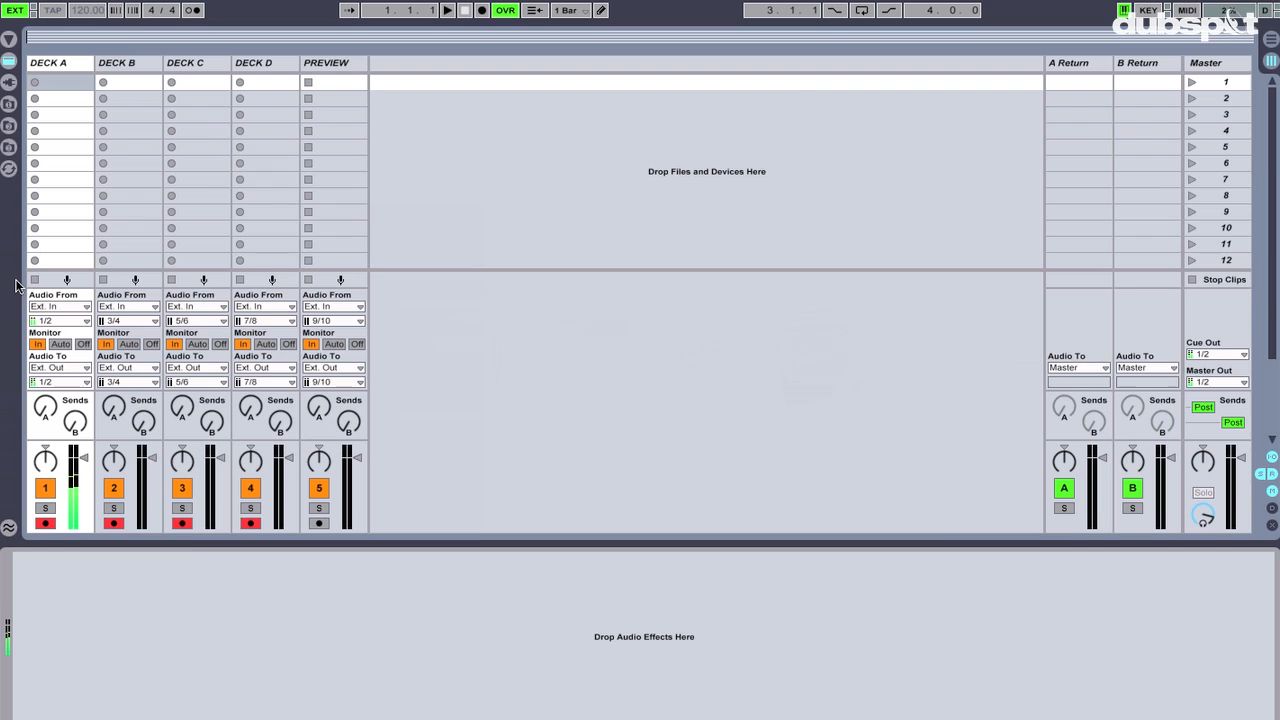 EXT TAP 120.00 4 / 4 1 . 1 . 1 OVR 1 Bar 3 . 1 . 1 4 . 0 . 0 KEY MIDI D
dubspot
DECK A DECK B DECK C DECK D PREVIEW A Return B Return Master
1
2
3
4
5
6
7
8
9
10
11
12
Drop Files and Devices Here
Stop Clips
Audio From Audio From Audio From Audio From Audio From
Ext. In Ext. In Ext. In Ext. In Ext. In
1/2 3/4 5/6 7/8 9/10
Monitor Monitor Monitor Monitor Monitor
In Auto Off In Auto Off In Auto Off In Auto Off In Auto Off
Cue Out
1/2
Audio To Audio To Audio To Audio To Audio To Audio To Audio To
Ext. Out Ext. Out Ext. Out Ext. Out Ext. Out Master Master
Master Out
1/2 3/4 5/6 7/8 9/10 1/2
Sends Sends Sends Sends Sends Post Sends
A B A B A B A B A B A B A B Post
1 2 3 4 5 A B Solo
S S S S S S S
Drop Audio Effects Here